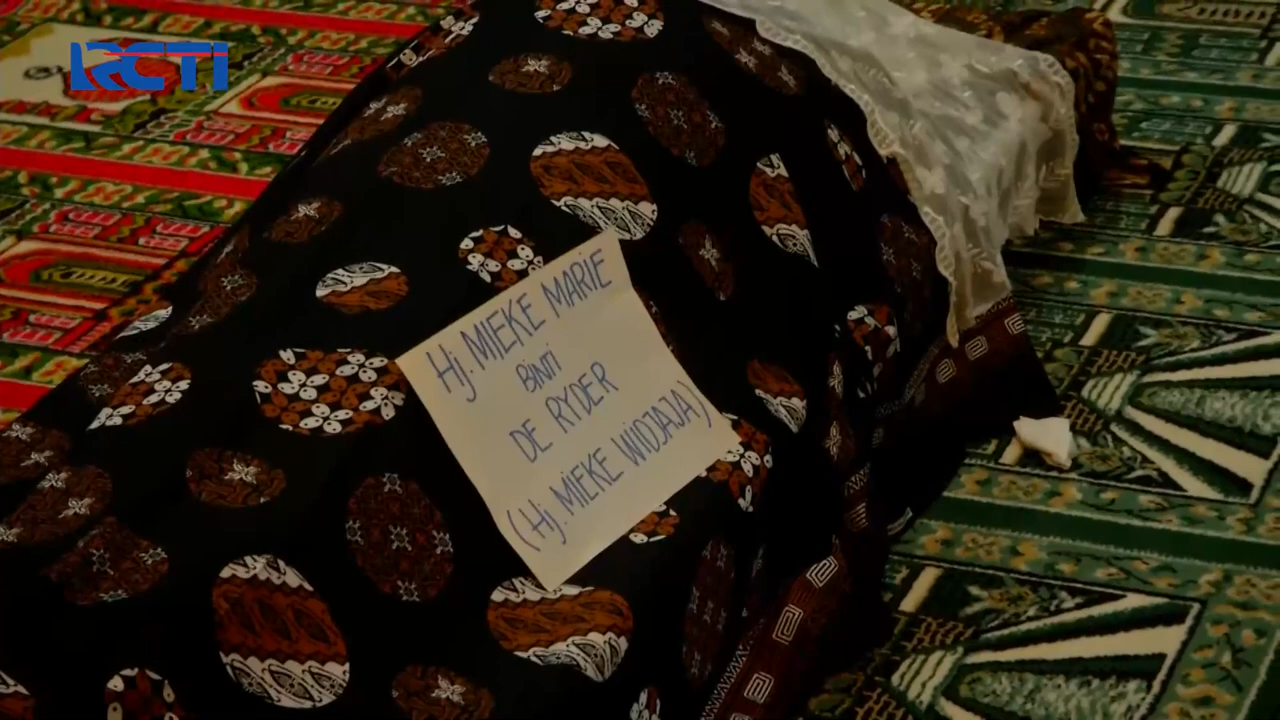 RCTI
Hj. MIEKE MARIE
BINTI
DE RYDER
(Hj. MIEKE WIDJAJA)